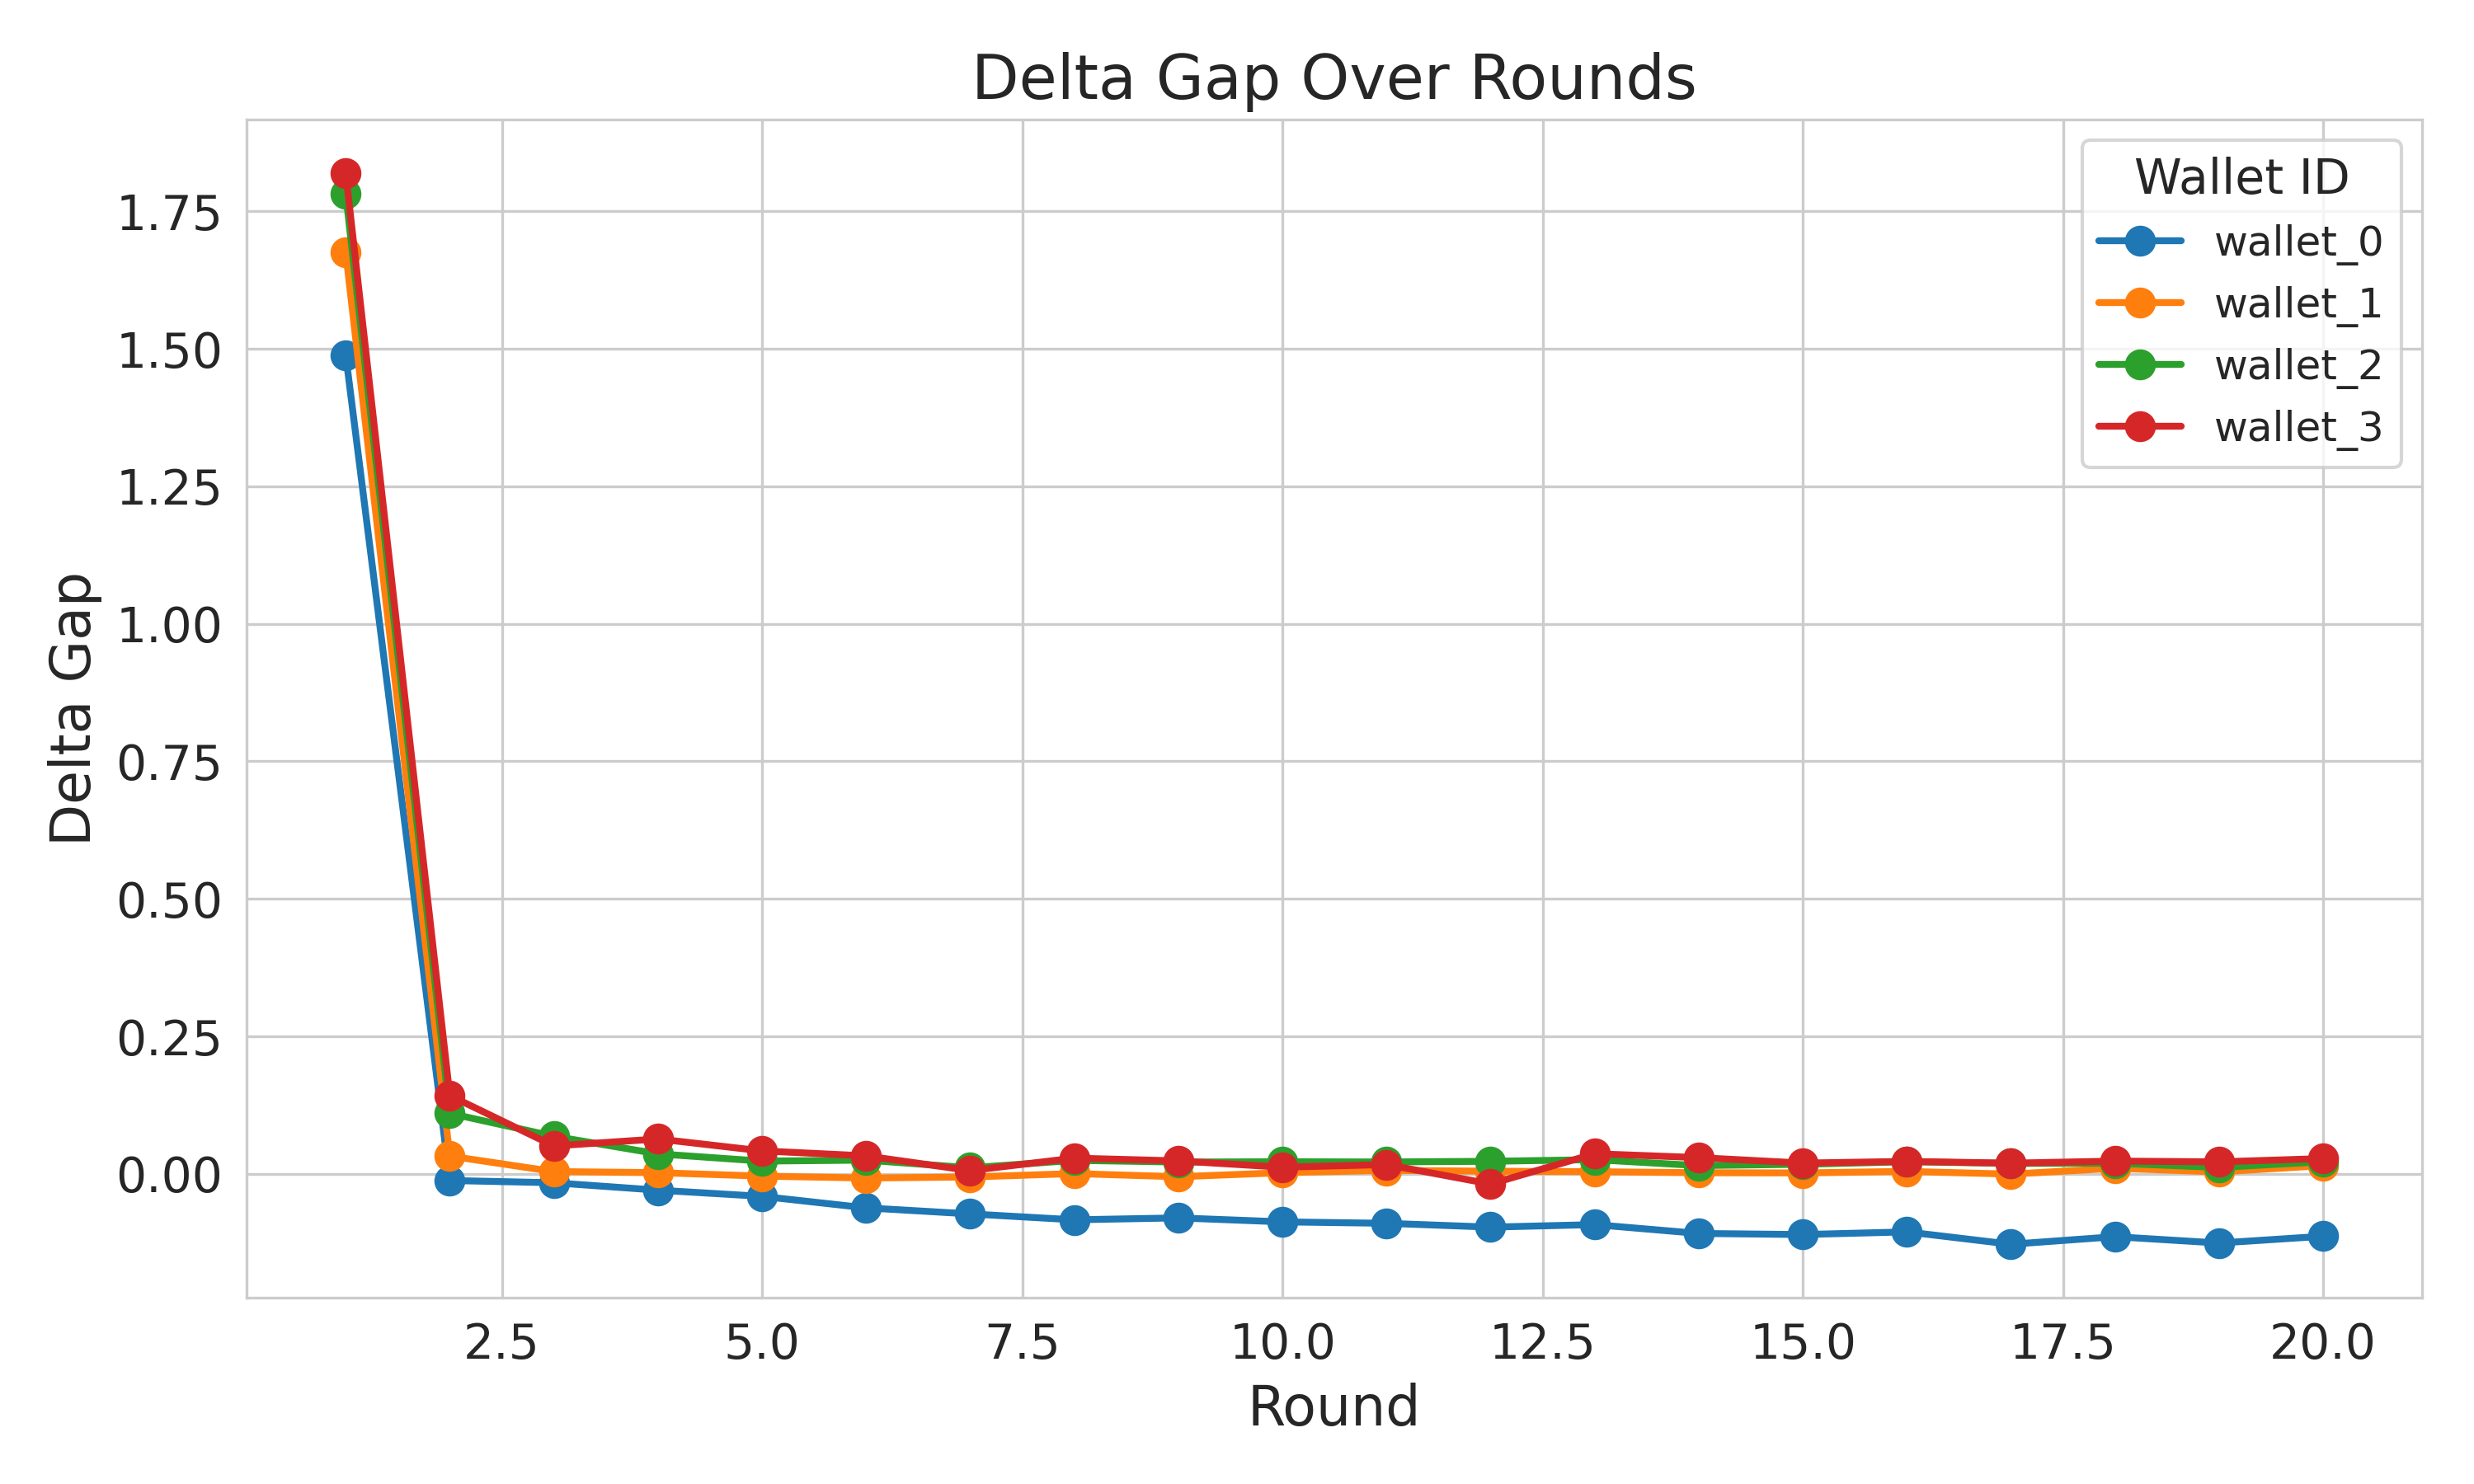 Delta Gap Over Rounds
Wallet ID
wallet_0
wallet_1
wallet_2
wallet_3
Delta Gap
1.75
1.50
1.25
1.00
0.75
0.50
0.25
0.00
2.5 5.0 7.5 10.0 12.5 15.0 17.5 20.0
Round